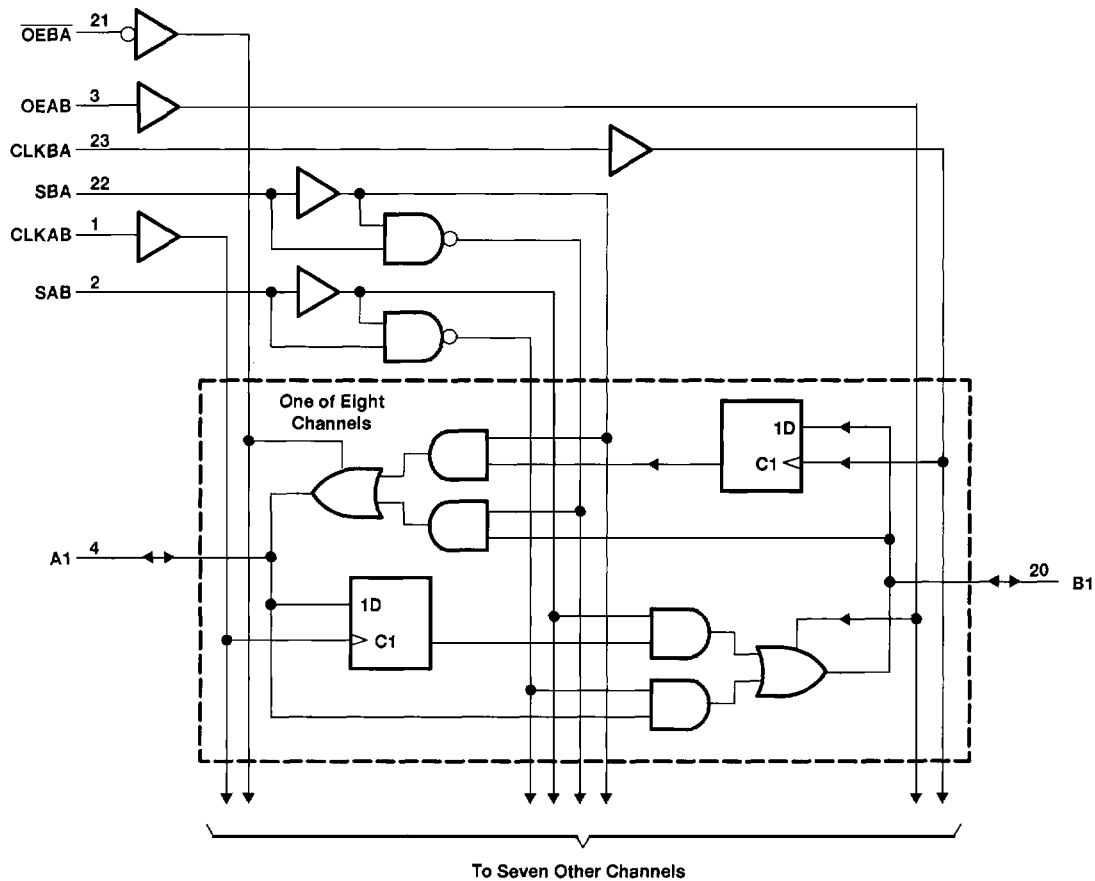 OEBA 21
OEAB 3
CLKBA 23
SBA 22
CLKAB 1
SAB 2
One of Eight
Channels
1D
C1
A1 4
20 B1
1D
C1
To Seven Other Channels